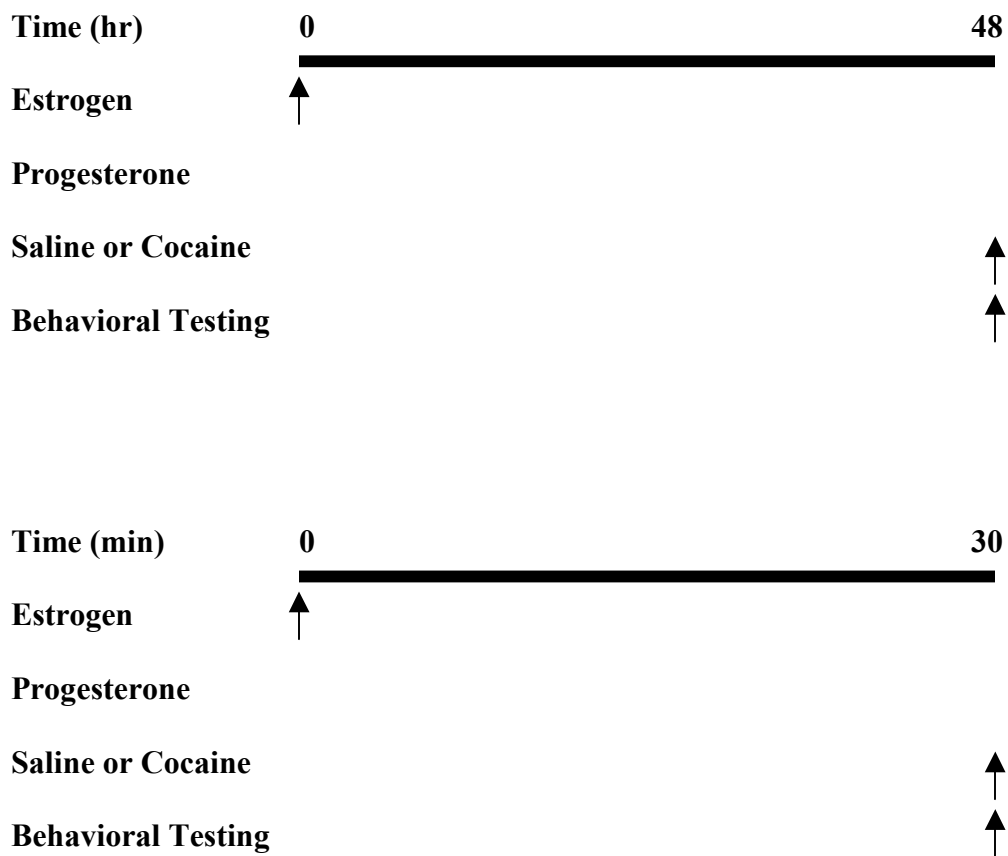 Time (hr) 0 48
Estrogen
Progesterone
Saline or Cocaine
Behavioral Testing
Time (min) 0 30
Estrogen
Progesterone
Saline or Cocaine
Behavioral Testing